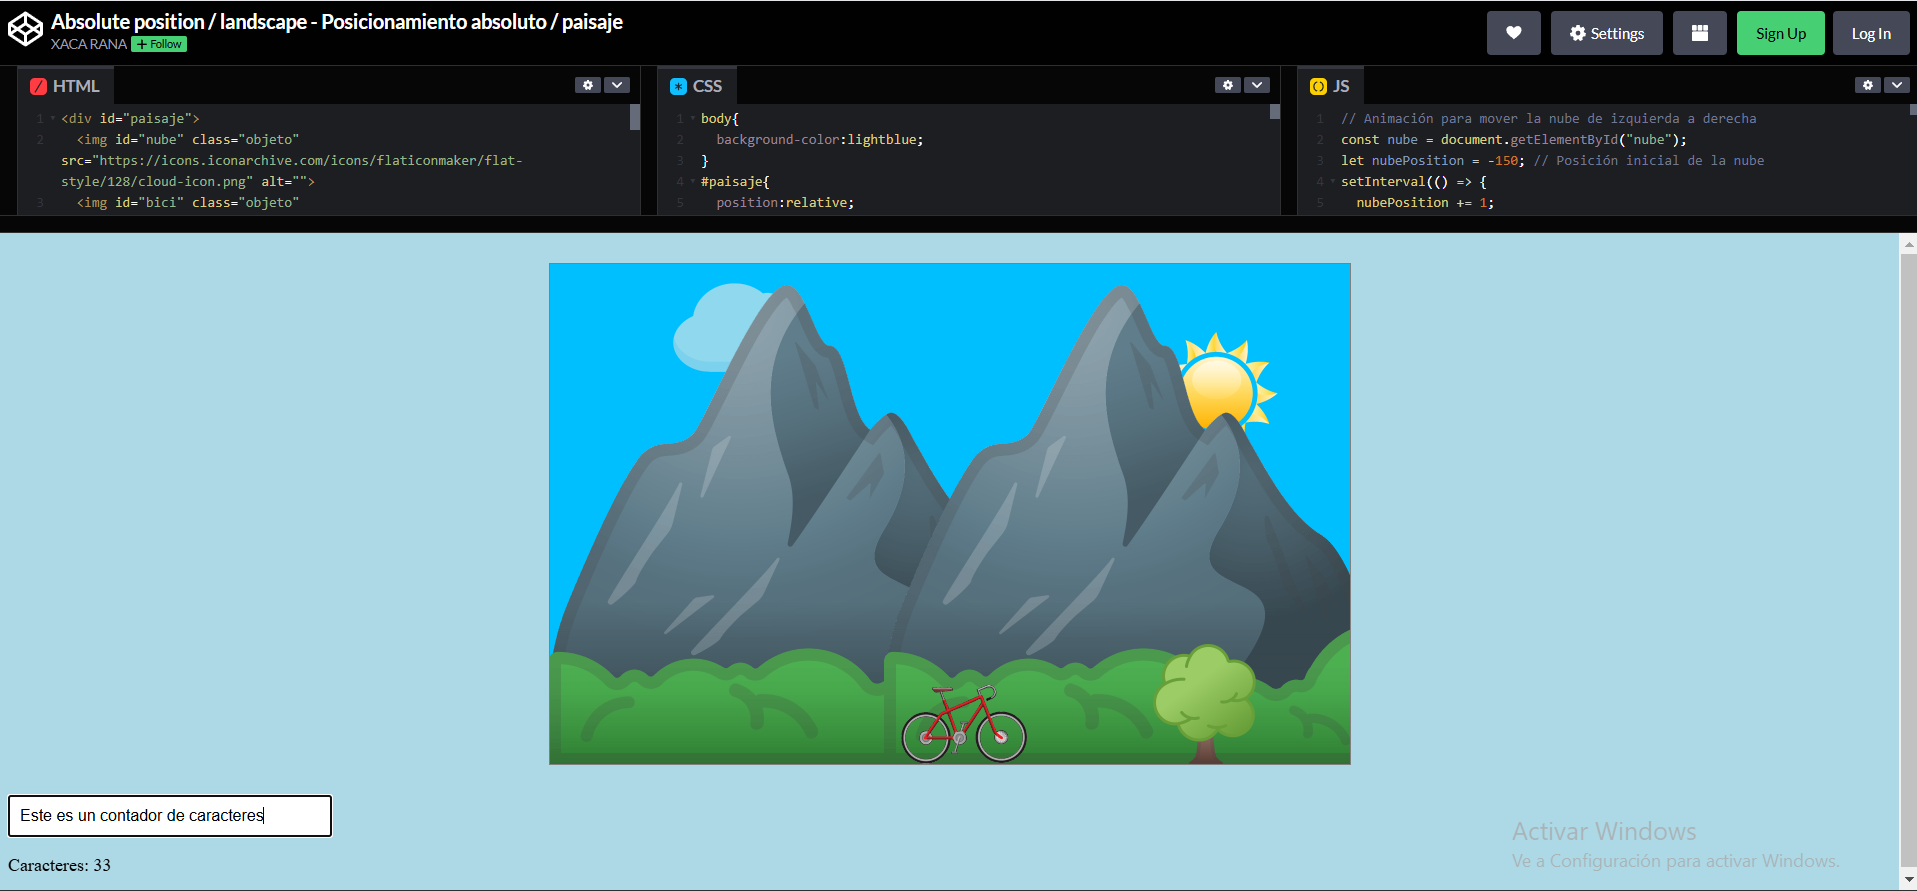 Absolute position / landscape - Posicionamiento absoluto / paisaje
XACA RANA + Follow
Settings
Sign Up
Log In
HTML
1 <div id="paisaje">
2 <img id="nube" class="objeto"
src="https://icons.iconarchive.com/icons/flaticonmaker/flat-
style/128/cloud-icon.png" alt="">
3 <img id="bici" class="objeto"
CSS
1 body{
2 background-color:lightblue;
3 }
4 #paisaje{
5 position:relative;
JS
1 // Animación para mover la nube de izquierda a derecha
2 const nube = document.getElementById("nube");
3 let nubePosition = -150; // Posición inicial de la nube
4 setInterval(() => {
5 nubePosition += 1;
Este es un contador de caracteres
Caracteres: 33
Activar Windows
Ve a Configuración para activar Windows.